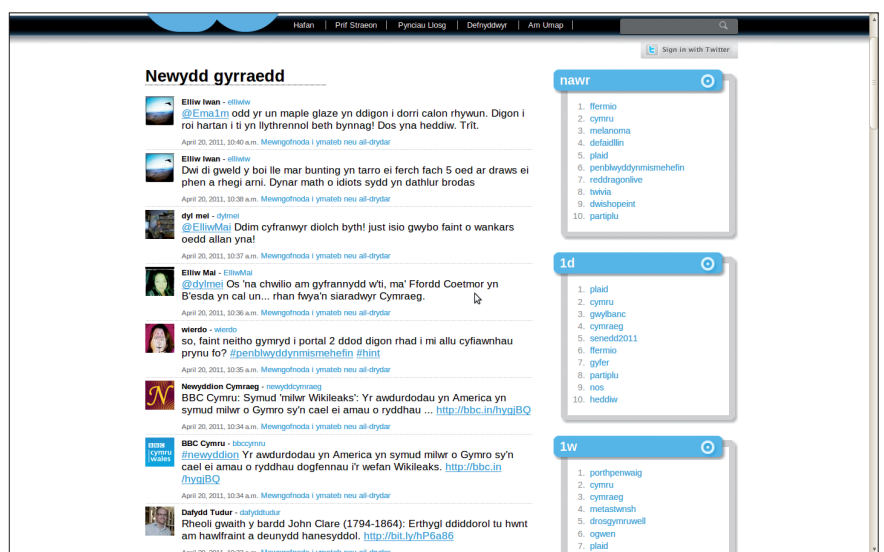 Hafan | Prif Straeon | Pynciau Llosg | Defnyddwyr | Am Umap |
Sign in with Twitter
Newydd gyrraedd
Elliw Iwan - elliwiw
@Ema1m odd yr un maple glaze yn ddigon i dorri calon rhywun. Digon i
roi hartan i ti yn llythrennol beth bynnag! Dos yna heddiw. Trît.
April 20, 2011, 10:40 a.m. Mewngofnoda i ymateb neu ail-drydar
Elliw Iwan - elliwiw
Dwi di gweld y boi lle mar bunting yn tarro ei ferch fach 5 oed ar draws ei
phen a rhegi arni. Dynar math o idiots sydd yn dathlur brodas
April 20, 2011, 10:38 a.m. Mewngofnoda i ymateb neu ail-drydar
dyl mei - dylmei
@ElliwMai Ddim cyfranwyr diolch byth! just isio gwybo faint o wankars
oedd allan yna!
April 20, 2011, 10:37 a.m. Mewngofnoda i ymateb neu ail-drydar
Elliw Mai - ElliwMai
@dylmei Os 'na chwilio am gyfrannydd w'ti, ma' Ffordd Coetmor yn
B'esda yn cal un... rhan fwya'n siaradwyr Cymraeg.
April 20, 2011, 10:36 a.m. Mewngofnoda i ymateb neu ail-drydar
wierdo - wierdo
so, faint neitho gymryd i portal 2 ddod digon rhad i mi allu cyfiawnhau
prynu fo? #penblwyddynmismehefin #hint
April 20, 2011, 10:35 a.m. Mewngofnoda i ymateb neu ail-drydar
Newyddion Cymraeg - newyddcymraeg
BBC Cymru: Symud 'milwr Wikileaks': Yr awdurdodau yn America yn
symud milwr o Gymro sy'n cael ei amau o ryddhau ... http://bbc.in/hygjBQ
April 20, 2011, 10:34 a.m. Mewngofnoda i ymateb neu ail-drydar
BBC
cymru
wales
BBC Cymru - bbccymru
#newyddion Yr awdurdodau yn America yn symud milwr o Gymro sy'n
cael ei amau o ryddhau dogfennau i'r wefan Wikileaks. http://bbc.in
/hygjBQ
April 20, 2011, 10:34 a.m. Mewngofnoda i ymateb neu ail-drydar
Dafydd Tudur - dafyddtudur
Rheoli gwaith y bardd John Clare (1794-1864): Erthygl ddiddorol tu hwnt
am hawlfraint a deunydd hanesyddol. http://bit.ly/hP6a86
nawr
1. ffermio
2. cymru
3. melanoma
4. defaidllin
5. plaid
6. penblwyddynmismehefin
7. reddragonlive
8. twivia
9. dwishopeint
10. partiplu
1d
1. plaid
2. cymru
3. gwylbanc
4. cymraeg
5. senedd2011
6. ffermio
7. gyfer
8. partiplu
9. nos
10. heddiw
1w
1. porthpenwaig
2. cymru
3. cymraeg
4. metastwnsh
5. drosgymruwell
6. ogwen
7. plaid